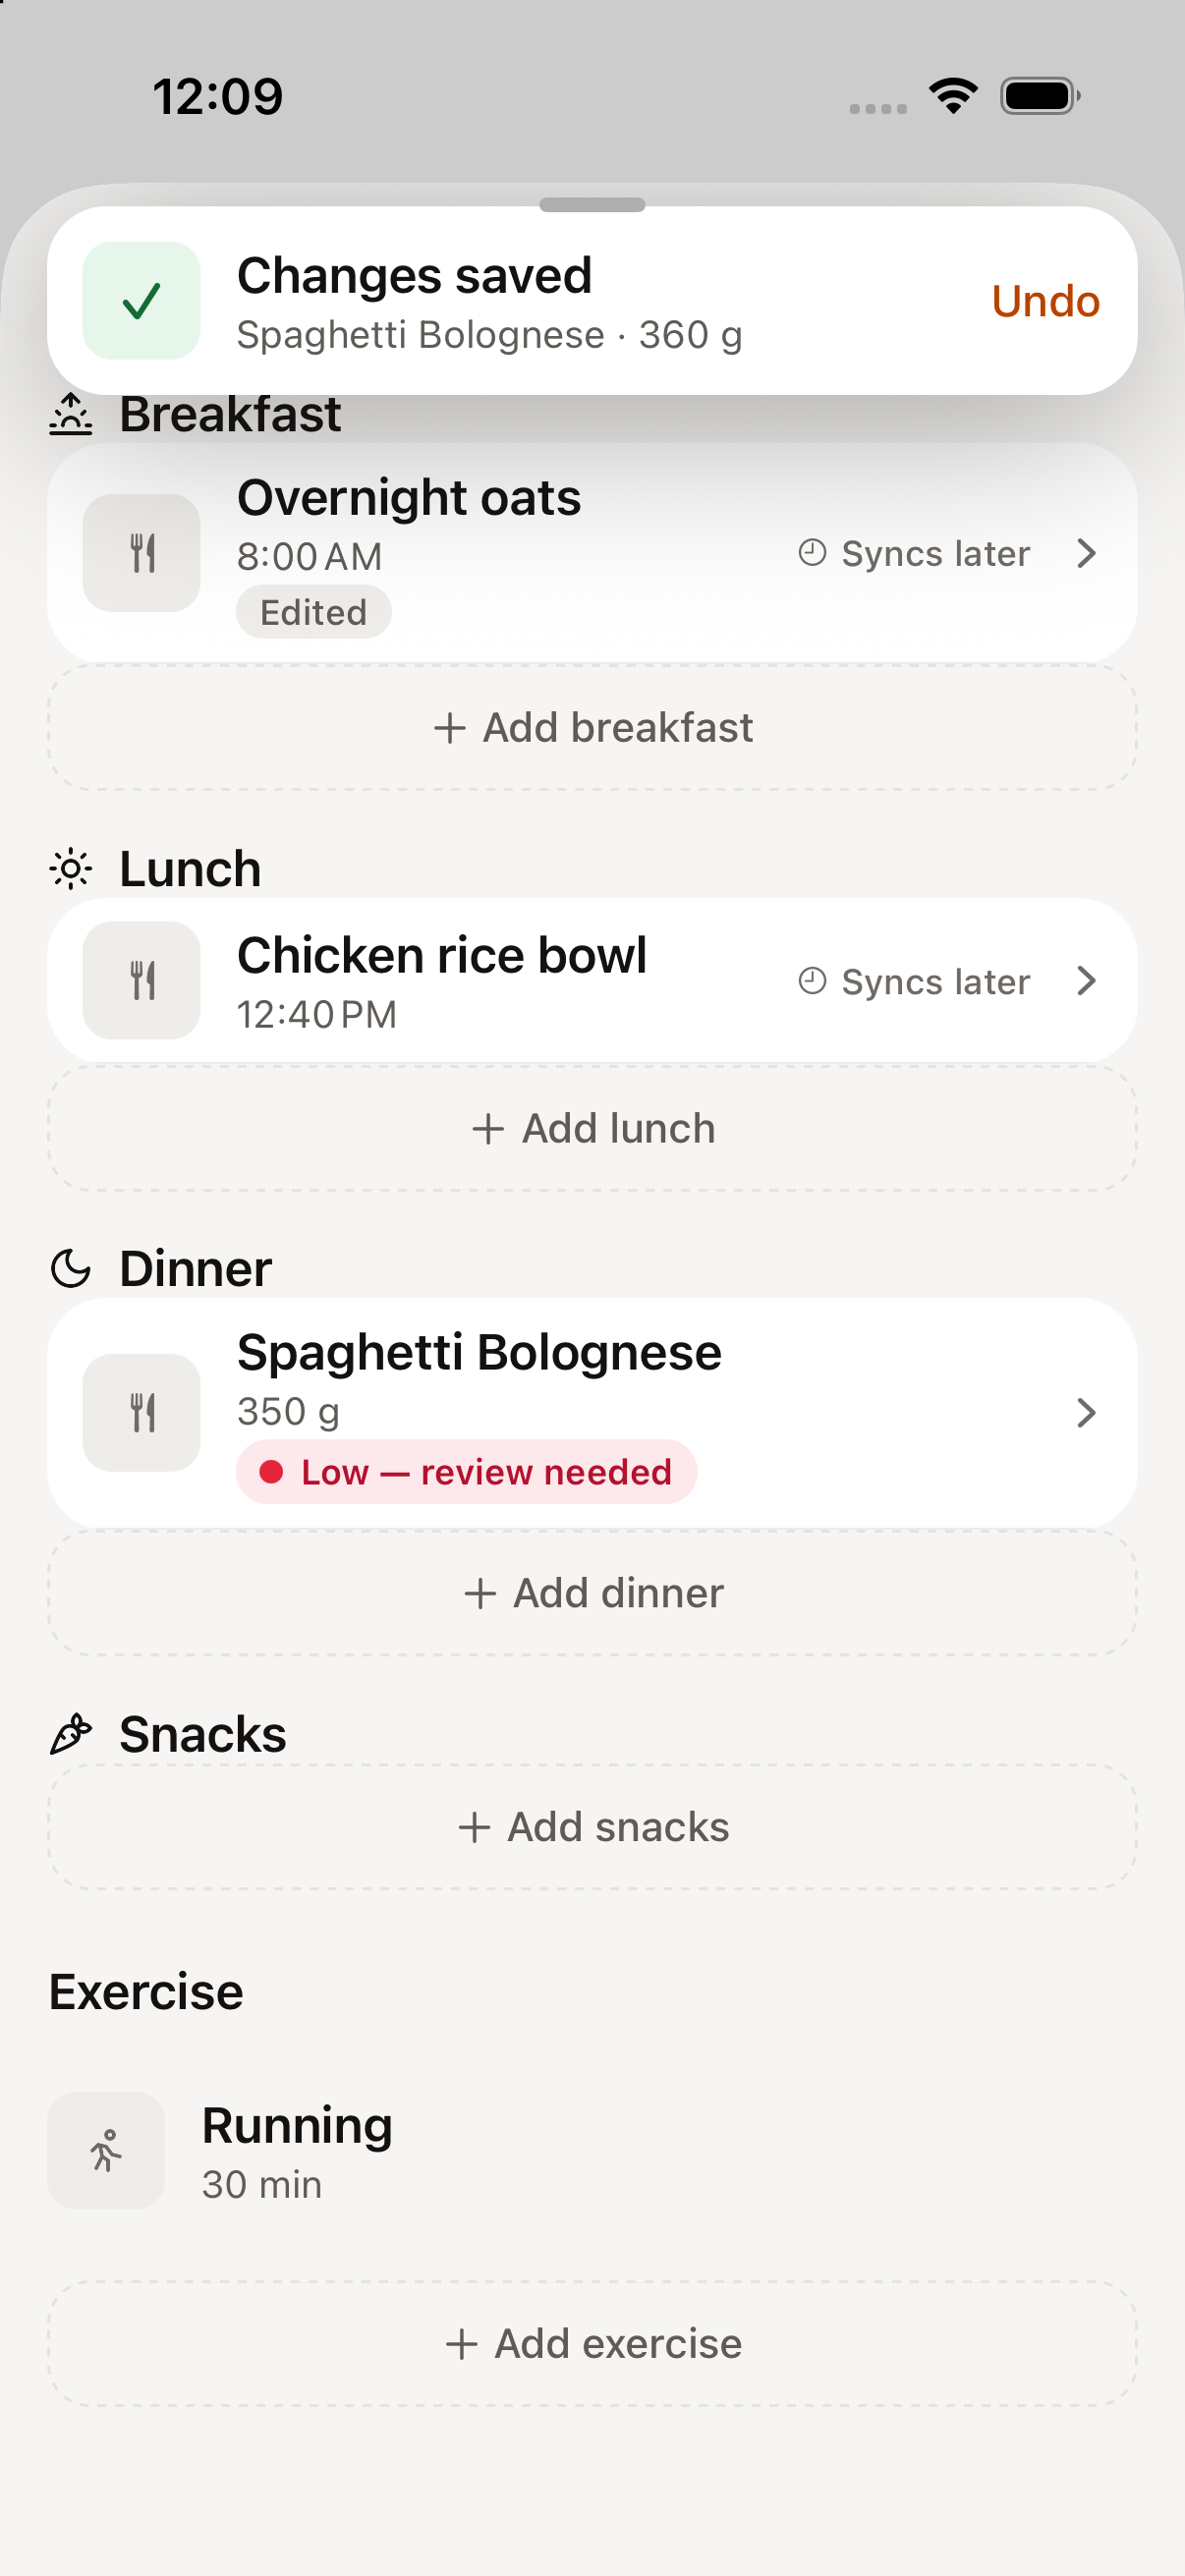 12:09
Changes saved
Spaghetti Bolognese · 360 g
Undo
Breakfast
Overnight oats
8:00 AM
Syncs later
Edited
Add breakfast
Lunch
Chicken rice bowl
12:40 PM
Syncs later
Add lunch
Dinner
Spaghetti Bolognese
350 g
Low — review needed
Add dinner
Snacks
Add snacks
Exercise
Running
30 min
Add exercise